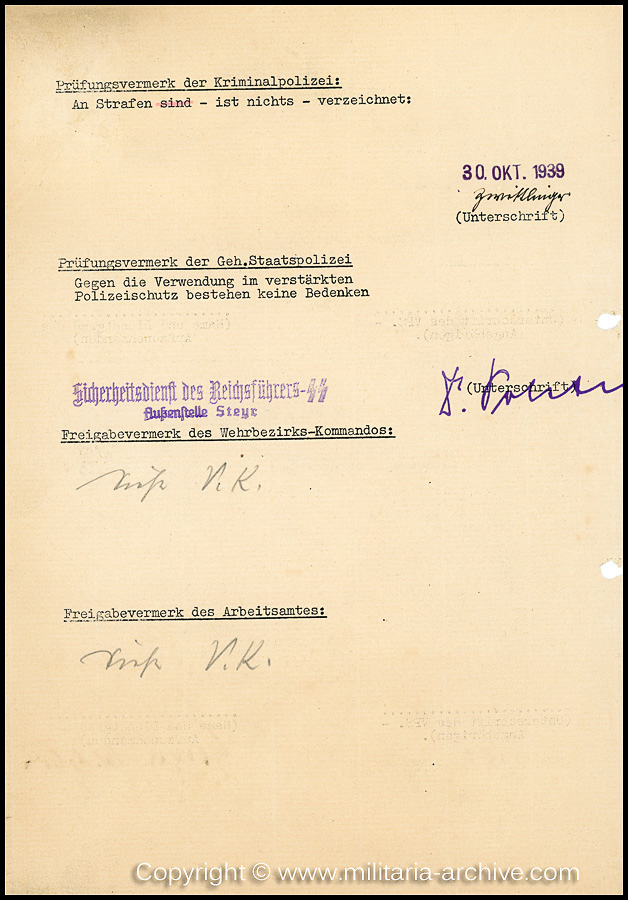 Prüfungsvermerk der Kriminalpolizei:
An Strafen sind - ist nichts - verzeichnet:
30. OKT. 1939
(Unterschrift)
Prüfungsvermerk der Geh.Staatspolizei
Gegen die Verwendung im verstärkten
Polizeischutz bestehen keine Bedenken
Sicherheitsdienst des Reichsführers-SS
Außenstelle Steyr
(Unterschrift)
Freigabevermerk des Wehrbezirks-Kommandos:
siehe V.K.
Freigabevermerk des Arbeitsamtes:
siehe V.K.
Copyright © www.militaria-archive.com